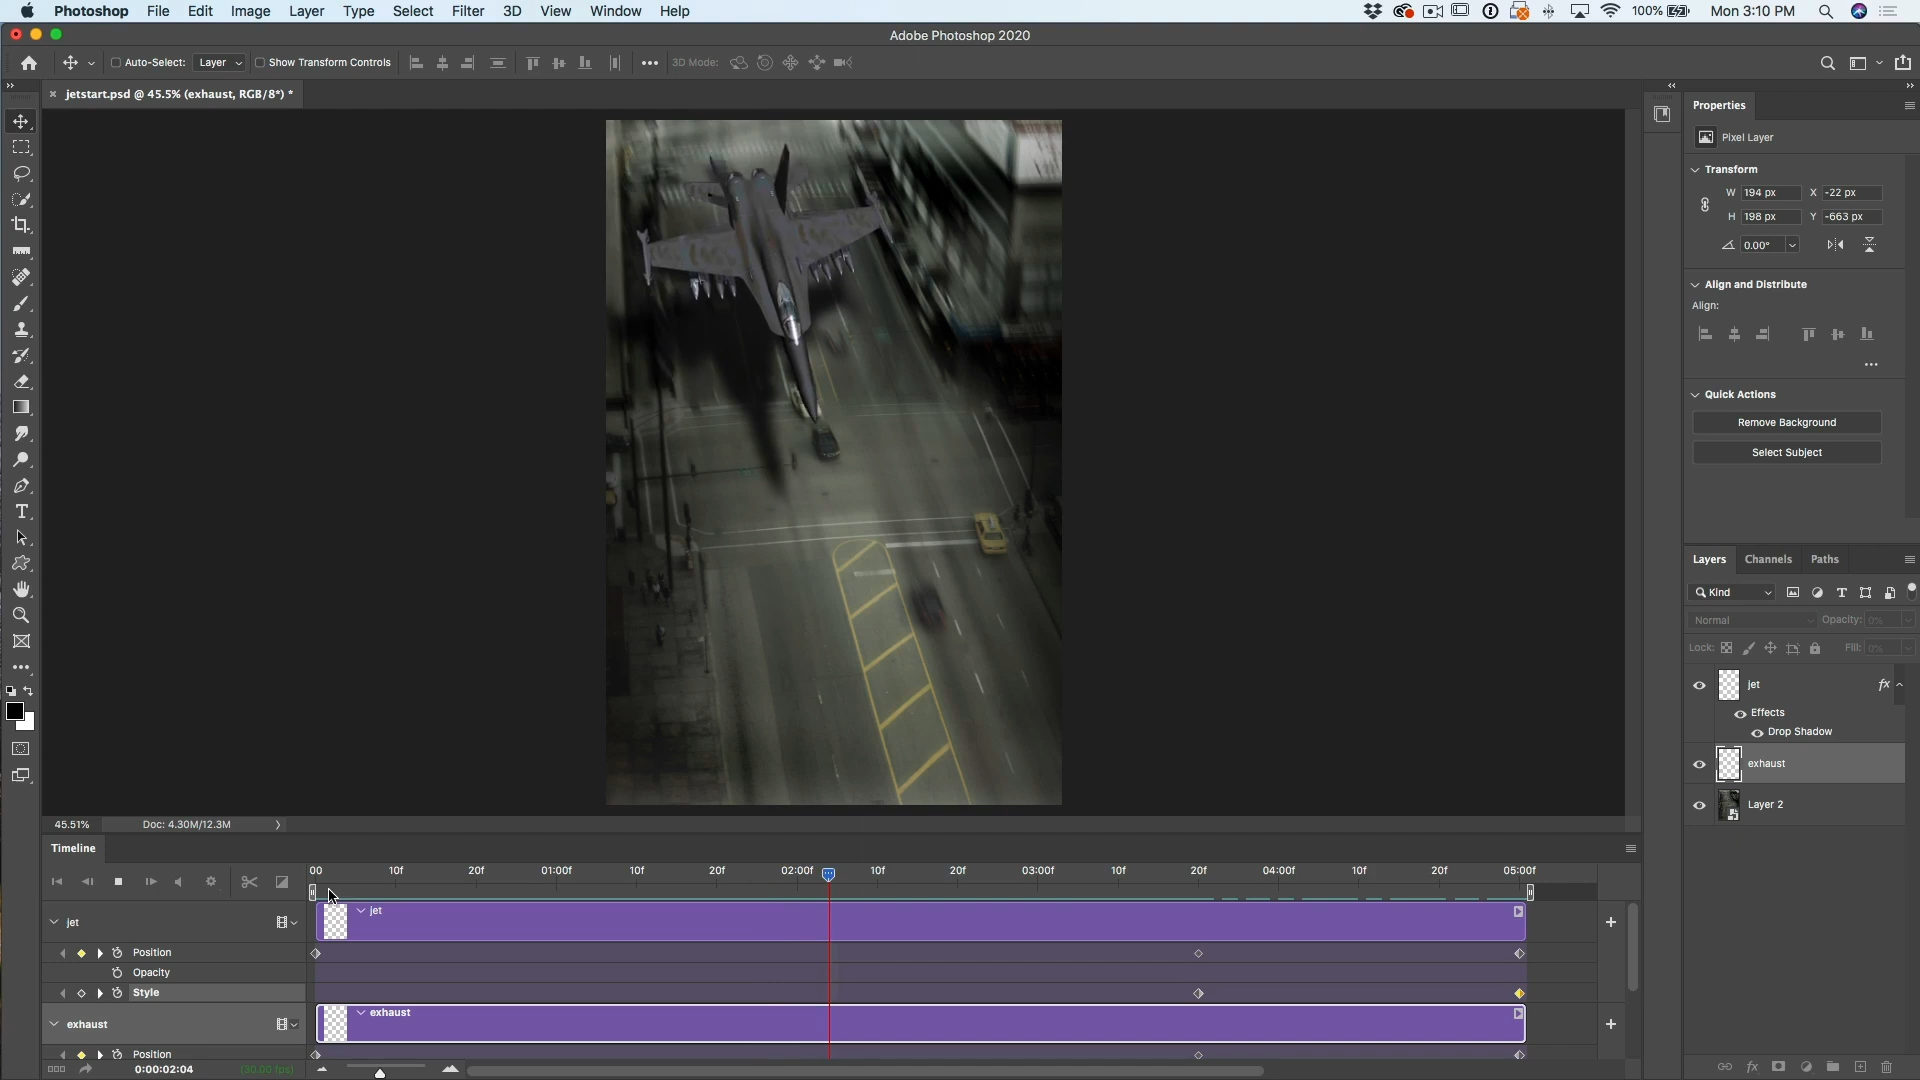 Photoshop File Edit Image Layer Type Select Filter 3D View Window Help 100% Mon 3:10 PM
Adobe Photoshop 2020
Auto-Select: Layer Show Transform Controls 3D Mode:
jetstart.psd @ 45.5% (exhaust, RGB/8*) *
Properties
Pixel Layer
Transform
W 194 px X -22 px
H 198 px Y -663 px
0.00°
Align and Distribute
Align:
Quick Actions
Remove Background
Select Subject
Layers Channels Paths
Kind
Normal Opacity: 0%
Lock: Fill: 0%
jet fx
Effects
Drop Shadow
exhaust
Layer 2
45.51% Doc: 4.30M/12.3M
Timeline
00 10f 20f 01:00f 10f 20f 02:00f 10f 20f 03:00f 10f 20f 04:00f 10f 20f 05:00f
jet jet
Position
Opacity
Style
exhaust exhaust
Position
0:00:02:04 (30.00 fps)
fx